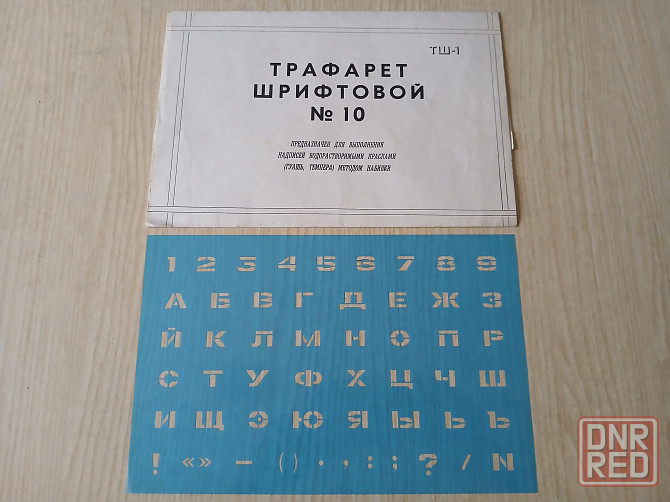 ТШ-1
ТРАФАРЕТ
ШРИФТОВОЙ
№ 10
ПРЕДНАЗНАЧЕН ДЛЯ ВЫПОЛНЕНИЯ
НАДПИСЕЙ ВОДОРАСТВОРИМЫМИ КРАСКАМИ
(ГУАШЬ, ТЕМПЕРА) МЕТОДОМ НАБИВКИ
1 2 3 4 5 6 7 8 9
А Б В Г Д Е Ж З
Й К Л М Н О П Р
С Т У Ф Х Ц Ч Ш
И Щ Э Ю Я Ы Ь Ъ
! «» – ( ) · , : ; ? / N
DNR
RED